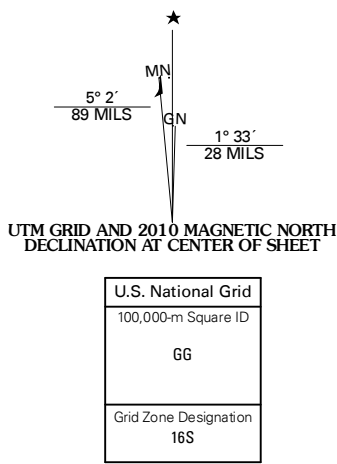 ★
M.N.
5° 2´
89 MILS
GN
1° 33´
28 MILS
UTM GRID AND 2010 MAGNETIC NORTH
DECLINATION AT CENTER OF SHEET
U.S. National Grid
100,000-m Square ID
GG
Grid Zone Designation
16S